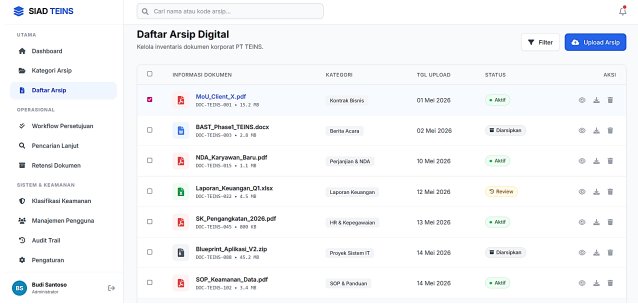 SIAD TEINS
Cari nama atau kode arsip...
UTAMA
Dashboard
Kategori Arsip
Daftar Arsip
OPERASIONAL
Workflow Persetujuan
Pencarian Lanjut
Retensi Dokumen
SISTEM & KEAMANAN
Klasifikasi Keamanan
Manajemen Pengguna
Audit Trail
Pengaturan
BS
Budi Santoso
Administrator
Daftar Arsip Digital
Kelola inventaris dokumen korporat PT TEINS.
Filter
Upload Arsip
INFORMASI DOKUMEN KATEGORI TGL UPLOAD STATUS AKSI
MoU_Client_X.pdf
DOC-TEINS-001 • 15.2 MB
Kontrak Bisnis 01 Mei 2026 Aktif
BAST_Phase1_TEINS.docx
DOC-TEINS-003 • 2.8 MB
Berita Acara 02 Mei 2026 Diarsipkan
NDA_Karyawan_Baru.pdf
DOC-TEINS-015 • 1.1 MB
Perjanjian & NDA 10 Mei 2026 Aktif
Laporan_Keuangan_Q1.xlsx
DOC-TEINS-022 • 4.5 MB
Laporan Keuangan 12 Mei 2026 Review
SK_Pengangkatan_2026.pdf
DOC-TEINS-045 • 800 KB
HR & Kepegawaian 13 Mei 2026 Aktif
Blueprint_Aplikasi_V2.zip
DOC-TEINS-088 • 45.2 MB
Proyek Sistem IT 14 Mei 2026 Diarsipkan
SOP_Keamanan_Data.pdf
DOC-TEINS-102 • 3.4 MB
SOP & Panduan 14 Mei 2026 Aktif